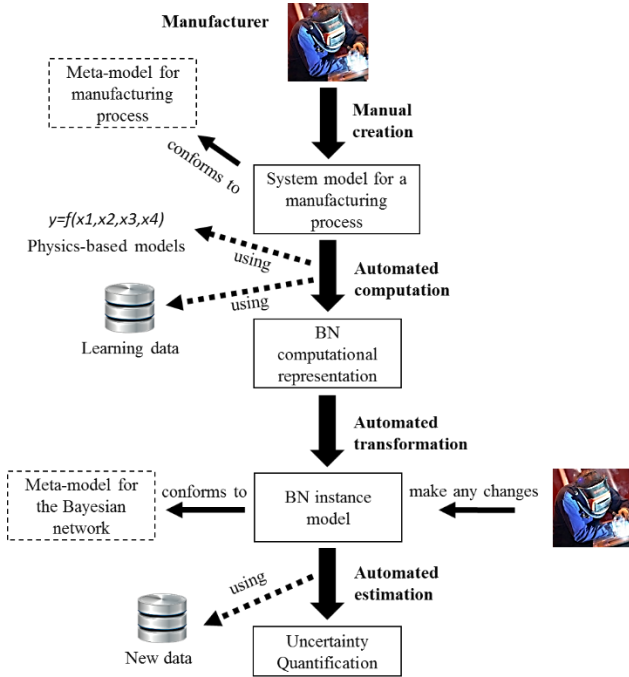 Manufacturer
Meta-model for
manufacturing
process
Manual
creation
conforms to
System model for a
manufacturing
process
y=f(x1,x2,x3,x4)
Physics-based models
using
Automated
computation
using
Learning data
BN
computational
representation
Automated
transformation
Meta-model for
the Bayesian
network
conforms to
BN instance
model
make any changes
using
Automated
estimation
New data
Uncertainty
Quantification